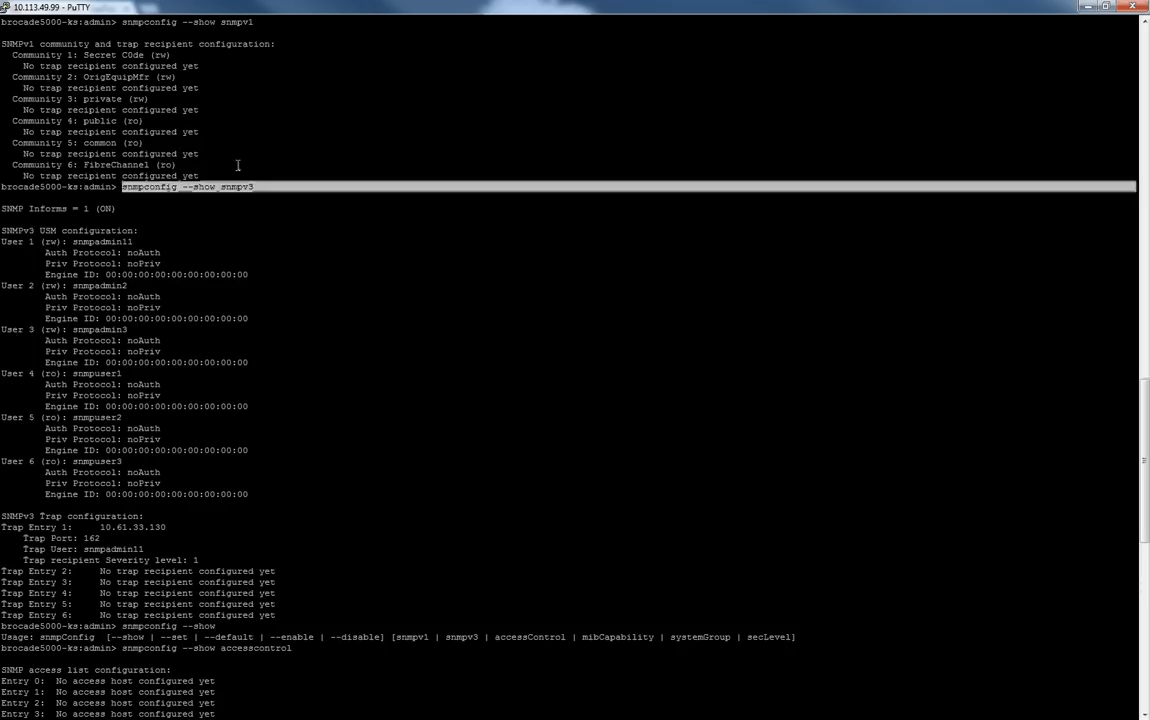 10.113.49.99 - PuTTY
brocade5000-ks:admin> snmpconfig --show snmpv1
SNMPv1 community and trap recipient configuration:
Community 1: Secret C0de (rw)
No trap recipient configured yet
Community 2: OrigEquipMfr (rw)
No trap recipient configured yet
Community 3: private (rw)
No trap recipient configured yet
Community 4: public (ro)
No trap recipient configured yet
Community 5: common (ro)
No trap recipient configured yet
Community 6: FibreChannel (ro)
No trap recipient configured yet
brocade5000-ks:admin> snmpconfig --show snmpv3
SNMP Informs = 1 (ON)
SNMPv3 USM configuration:
User 1 (rw): snmpadmin11
Auth Protocol: noAuth
Priv Protocol: noPriv
Engine ID: 00:00:00:00:00:00:00:00:00
User 2 (rw): snmpadmin2
Auth Protocol: noAuth
Priv Protocol: noPriv
Engine ID: 00:00:00:00:00:00:00:00:00
User 3 (rw): snmpadmin3
Auth Protocol: noAuth
Priv Protocol: noPriv
Engine ID: 00:00:00:00:00:00:00:00:00
User 4 (ro): snmpuser1
Auth Protocol: noAuth
Priv Protocol: noPriv
Engine ID: 00:00:00:00:00:00:00:00:00
User 5 (ro): snmpuser2
Auth Protocol: noAuth
Priv Protocol: noPriv
Engine ID: 00:00:00:00:00:00:00:00:00
User 6 (ro): snmpuser3
Auth Protocol: noAuth
Priv Protocol: noPriv
Engine ID: 00:00:00:00:00:00:00:00:00
SNMPv3 Trap configuration:
Trap Entry 1: 10.61.33.130
Trap Port: 162
Trap User: snmpadmin11
Trap recipient Severity level: 1
Trap Entry 2: No trap recipient configured yet
Trap Entry 3: No trap recipient configured yet
Trap Entry 4: No trap recipient configured yet
Trap Entry 5: No trap recipient configured yet
Trap Entry 6: No trap recipient configured yet
brocade5000-ks:admin> snmpconfig --show
Usage: snmpConfig [--show | --set | --default | --enable | --disable] [snmpv1 | snmpv3 | accessControl | mibCapability | systemGroup | secLevel]
brocade5000-ks:admin> snmpconfig --show accesscontrol
SNMP access list configuration:
Entry 0: No access host configured yet
Entry 1: No access host configured yet
Entry 2: No access host configured yet
Entry 3: No access host configured yet